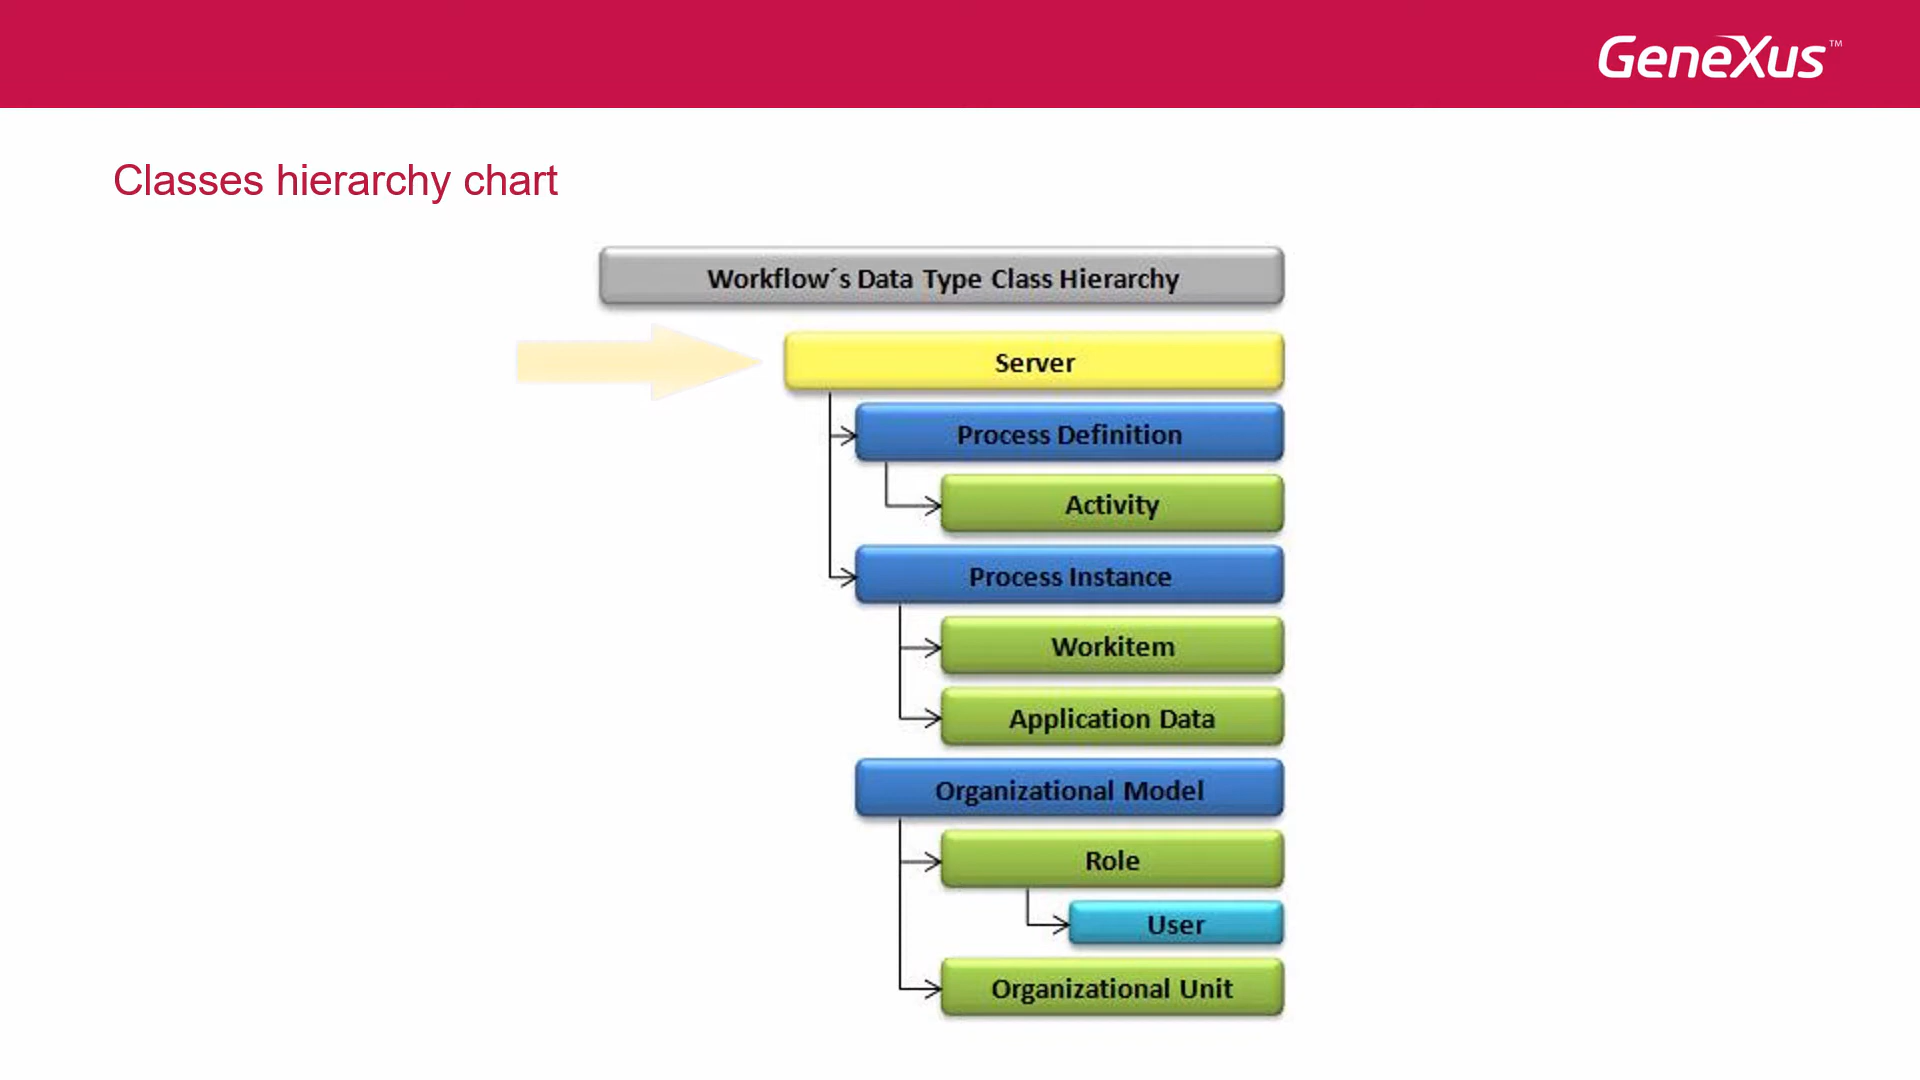 GeneXus™
Classes hierarchy chart
Workflow´s Data Type Class Hierarchy
Server
Process Definition
Activity
Process Instance
Workitem
Application Data
Organizational Model
Role
User
Organizational Unit